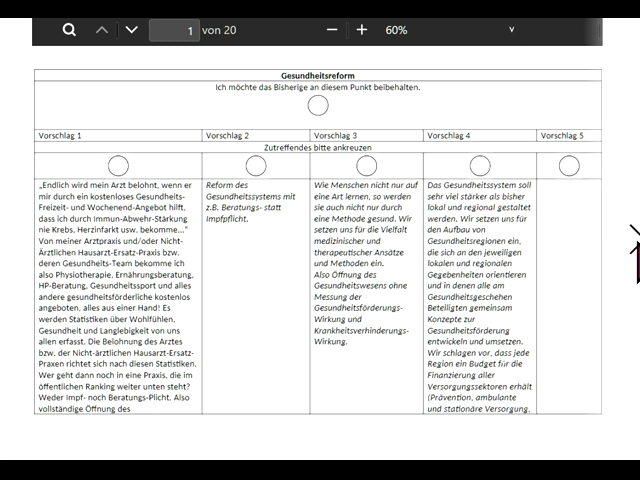 1 von 20 60%
Gesundheitsreform
Ich möchte das Bisherige an diesem Punkt beibehalten.
Vorschlag 1 Vorschlag 2 Vorschlag 3 Vorschlag 4 Vorschlag 5
Zutreffendes bitte ankreuzen
„Endlich wird mein Arzt belohnt, wenn er
mir durch ein kostenloses Gesundheits-
Freizeit- und Wochenend-Angebot hilft,
dass ich durch Immun-Abwehr-Stärkung
nie Krebs, Herzinfarkt usw. bekomme...“
Von meiner Arztpraxis und/oder Nicht-
Ärztlichen Hausarzt-Ersatz-Praxis bzw.
deren Gesundheits-Team bekomme ich
also Physiotherapie, Ernährungsberatung,
HP-Beratung, Gesundheitssport und alles
andere gesundheitsförderliche kostenlos
angeboten, alles aus einer Hand! Es
werden Statistiken über Wohlfühlen,
Gesundheit und Langlebigkeit von uns
allen erfasst. Die Belohnung des Arztes
bzw. der Nicht-ärztlichen Hausarzt-Ersatz-
Praxen richtet sich nach diesen Statistiken.
Wer geht dann noch in eine Praxis, die im
öffentlichen Ranking weiter unten steht?
Weder Impf- noch Beratungs-Plicht. Also
vollständige Öffnung des
Reform des
Gesundheitssystems mit
z.B. Beratungs- statt
Impfpflicht.
Wie Menschen nicht nur auf
eine Art lernen, so werden
sie auch nicht nur durch
eine Methode gesund. Wir
setzen uns für die Vielfalt
medizinischer und
therapeutischer Ansätze
und Methoden ein.
Also Öffnung des
Gesundheitswesens ohne
Messung der
Gesundheitsförderungs-
Wirkung und
Krankheitsverhinderungs-
Wirkung.
Das Gesundheitssystem soll
sehr viel stärker als bisher
lokal und regional gestaltet
werden. Wir setzen uns für
den Aufbau von
Gesundheitsregionen ein,
die sich an den jeweiligen
lokalen und regionalen
Gegebenheiten orientieren
und in denen alle am
Gesundheitsgeschehen
Beteiligten gemeinsam
Konzepte zur
Gesundheitsförderung
entwickeln und umsetzen.
Wir schlagen vor, dass jede
Region ein Budget für die
Finanzierung aller
Versorgungssektoren erhält
(Prävention, ambulante
und stationäre Versorgung,